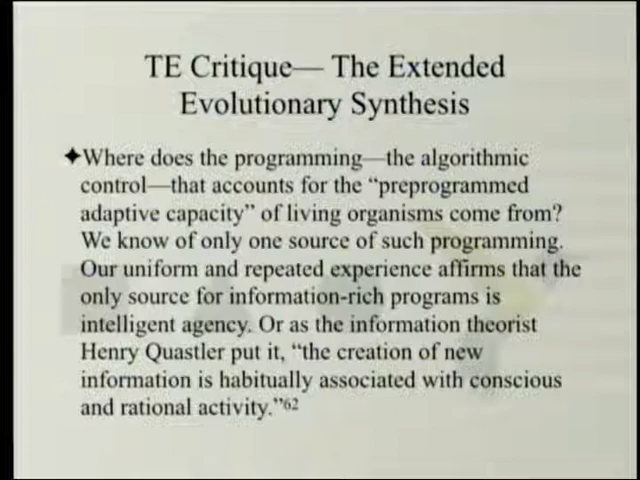 TE Critique— The Extended
Evolutionary Synthesis
✦Where does the programming—the algorithmic
control—that accounts for the “preprogrammed
adaptive capacity” of living organisms come from?
We know of only one source of such programming.
Our uniform and repeated experience affirms that the
only source for information-rich programs is
intelligent agency. Or as the information theorist
Henry Quastler put it, “the creation of new
information is habitually associated with conscious
and rational activity.”62